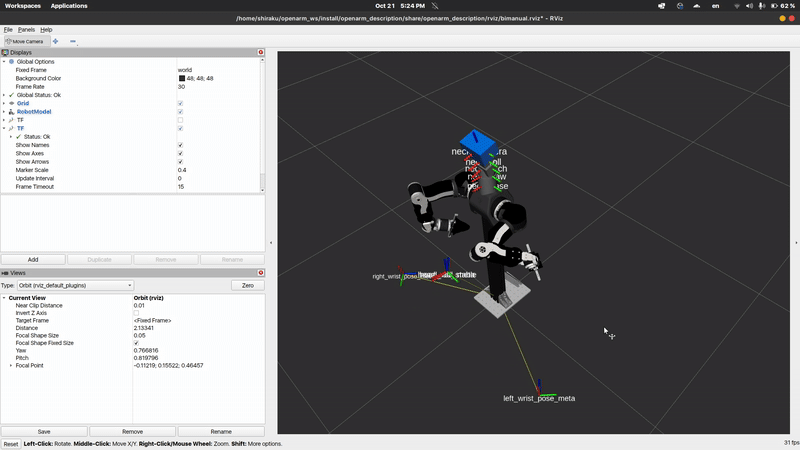 Workspaces Applications Oct 21 5:24 PM en 62 %
/home/shiraku/openarm_ws/install/openarm_description/share/openarm_description/rviz/bimanual.rviz* - RViz
File Panels Help
Move Camera
Displays
Global Options
Fixed Frame world
Background Color 48; 48; 48
Frame Rate 30
Global Status: Ok
Grid
RobotModel
TF
TF
Status: Ok
Show Names
Show Axes
Show Arrows
Marker Scale 0.4
Update Interval 0
Frame Timeout 15
Add Duplicate Remove Rename
Views
Type: Orbit (rviz_default_plugins) Zero
Current View Orbit (rviz)
Near Clip Distance 0.01
Invert Z Axis
Target Frame <Fixed Frame>
Distance 2.13341
Focal Shape Size 0.05
Focal Shape Fixed Size
Yaw 0.766816
Pitch 0.819796
Focal Point -0.11219; 0.15522; 0.46457
Save Remove Rename
left_wrist_pose_meta
Reset Left-Click: Rotate. Middle-Click: Move X/Y. Right-Click/Mouse Wheel: Zoom. Shift: More options. 31 fps